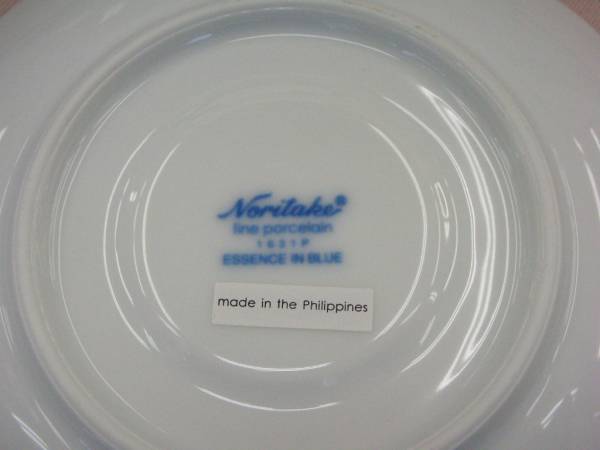 Noritake®
fine porcelain
1631P
ESSENCE IN BLUE
made in the Philippines